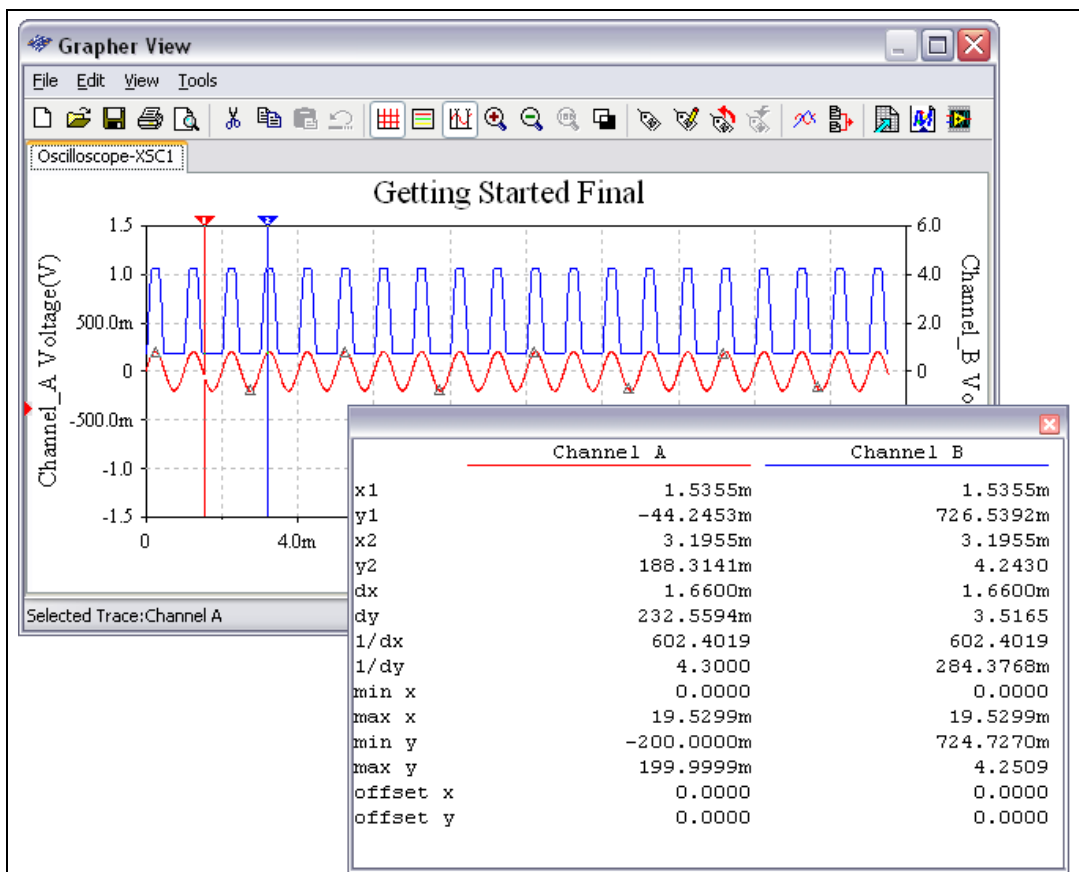 Grapher View
File Edit View Tools
Oscilloscope-XSC1
Getting Started Final
1.5
1.0
500.0m
0
-500.0m
-1.0
-1.5
Channel_A Voltage(V)
6.0
4.0
2.0
0
Channel_B Vo
0 4.0m
1 2
Selected Trace:Channel A
Channel A Channel B
x1 1.5355m 1.5355m
y1 -44.2453m 726.5392m
x2 3.1955m 3.1955m
y2 188.3141m 4.2430
dx 1.6600m 1.6600m
dy 232.5594m 3.5165
1/dx 602.4019 602.4019
1/dy 4.3000 284.3768m
min x 0.0000 0.0000
max x 19.5299m 19.5299m
min y -200.0000m 724.7270m
max y 199.9999m 4.2509
offset x 0.0000 0.0000
offset y 0.0000 0.0000